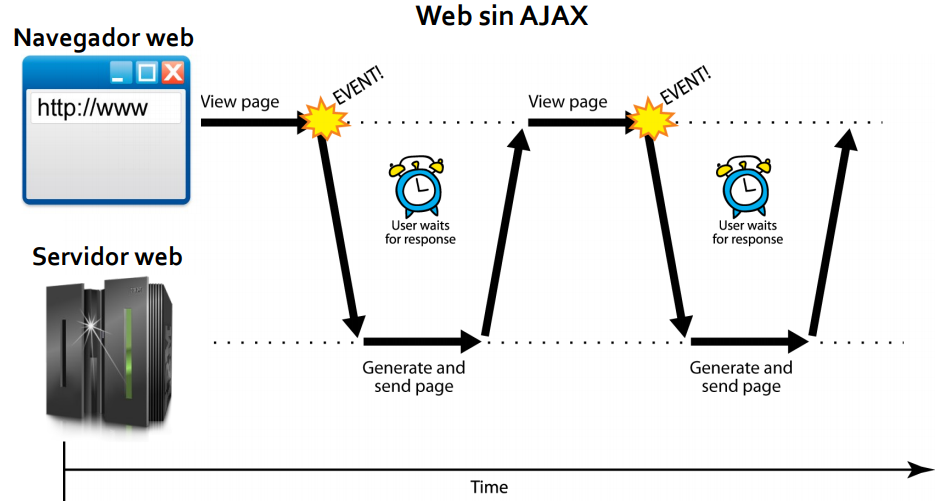 Web sin AJAX
Navegador web
http://www
View page
EVENT!
View page
EVENT!
User waits
for response
User waits
for response
Servidor web
Generate and
send page
Generate and
send page
Time